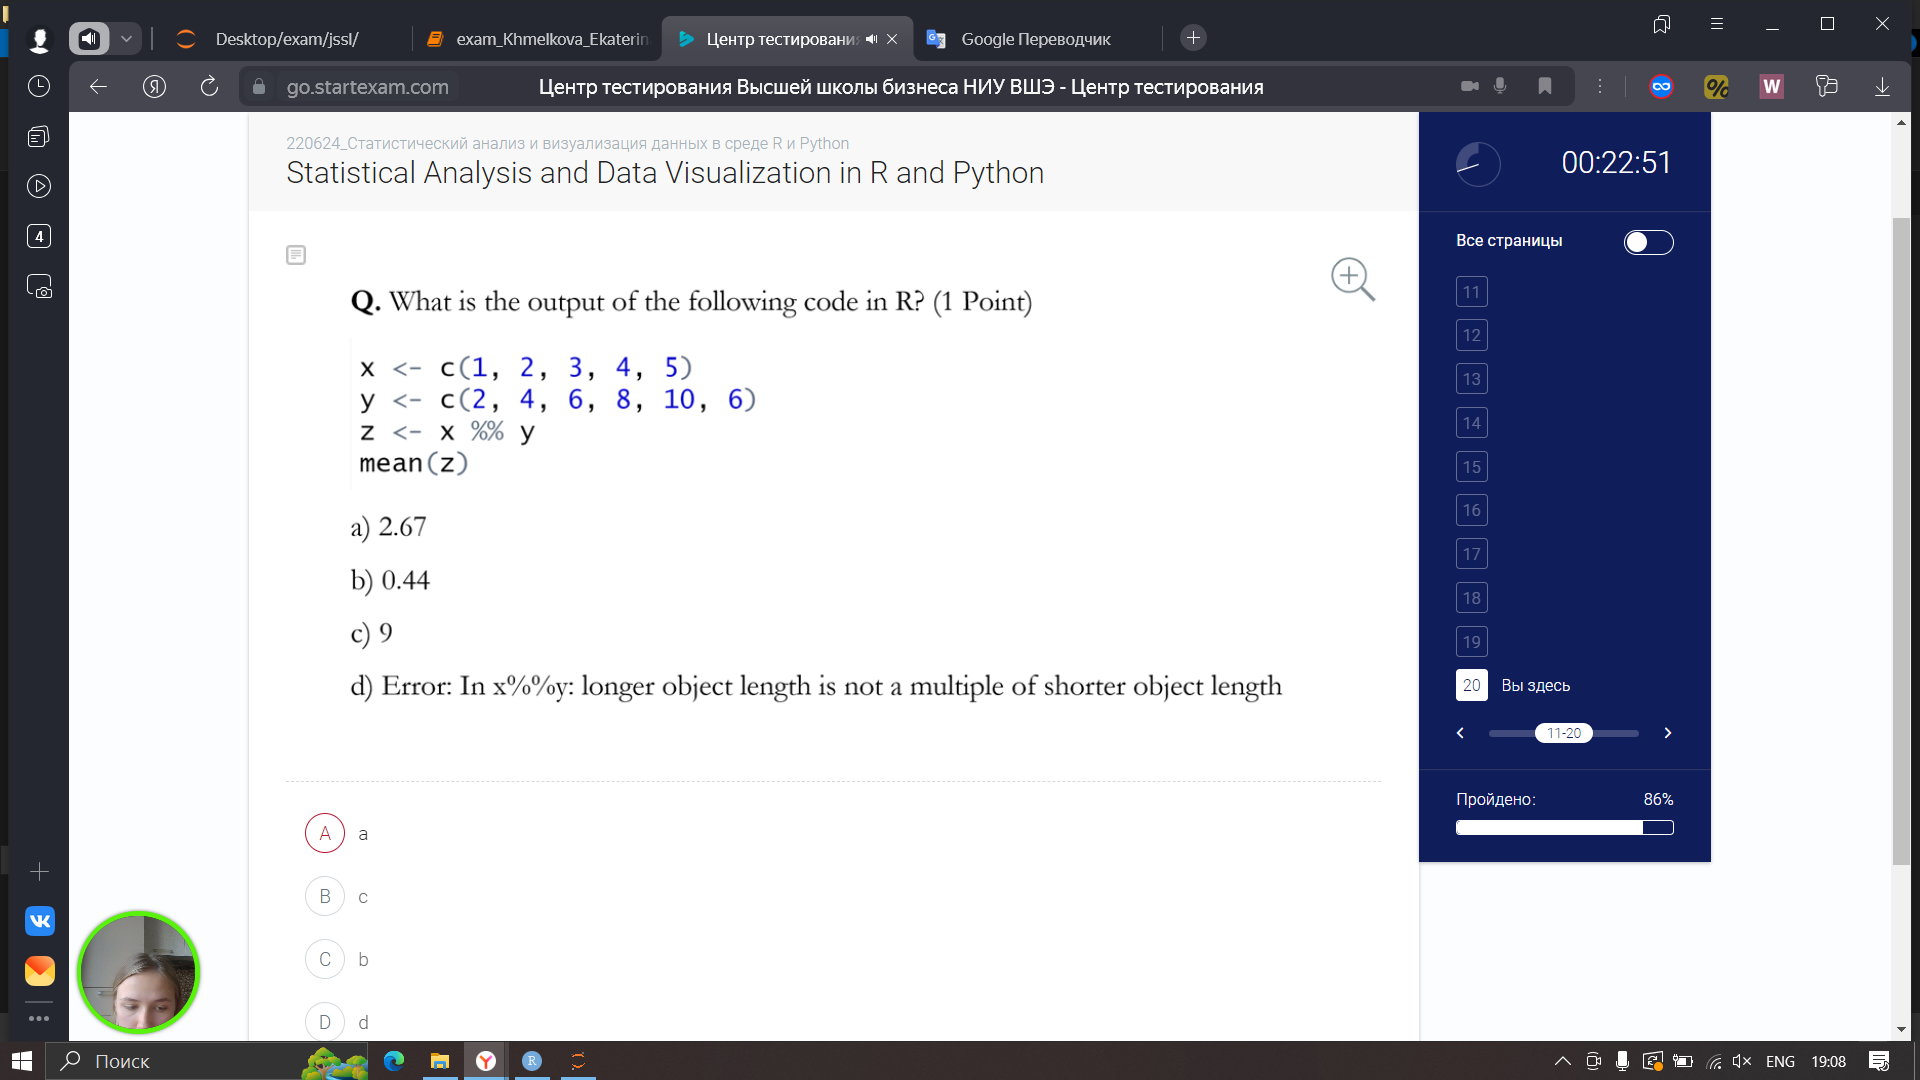 Desktop/exam/jssl/
exam_Khmelkova_Ekaterin
Центр тестирования
Google Переводчик
go.startexam.com
Центр тестирования Высшей школы бизнеса НИУ ВШЭ - Центр тестирования
220624_Статистический анализ и визуализация данных в среде R и Python
Statistical Analysis and Data Visualization in R and Python
00:22:51
Все страницы
Q. What is the output of the following code in R? (1 Point)
x <- c(1, 2, 3, 4, 5)
y <- c(2, 4, 6, 8, 10, 6)
z <- x %% y
mean(z)
a) 2.67
b) 0.44
c) 9
d) Error: In x%%y: longer object length is not a multiple of shorter object length
A a
B c
C b
D d
11
12
13
14
15
16
17
18
19
20 Вы здесь
11-20
Пройдено: 86%
4
W
Поиск
ENG 19:08